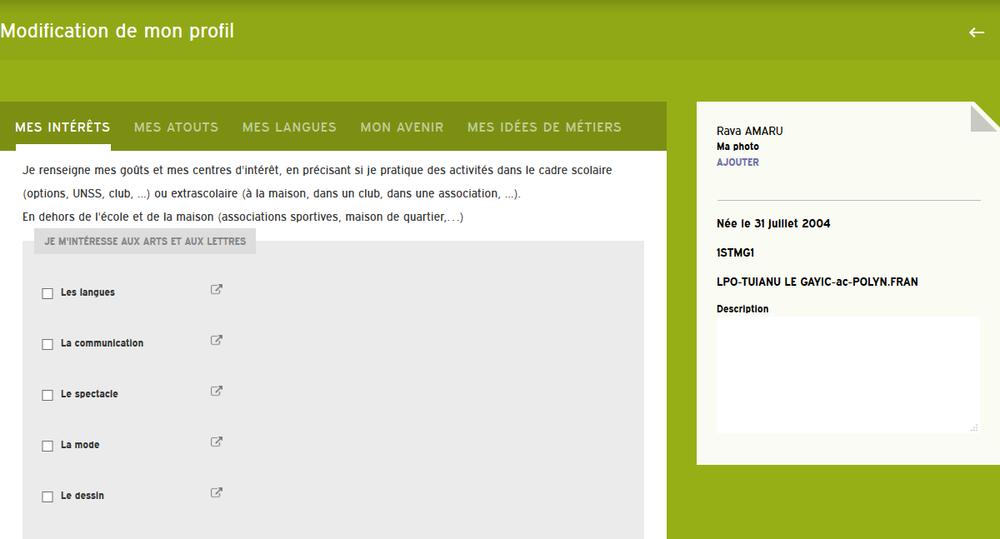 Modification de mon profil
MES INTÉRÊTS MES ATOUTS MES LANGUES MON AVENIR MES IDÉES DE MÉTIERS
Je renseigne mes goûts et mes centres d'intérêt, en précisant si je pratique des activités dans le cadre scolaire
(options, UNSS, club, ...) ou extrascolaire (à la maison, dans un club, dans une association, ...).
En dehors de l'école et de la maison (associations sportives, maison de quartier,...)
JE M'INTÉRESSE AUX ARTS ET AUX LETTRES
Les langues
La communication
Le spectacle
La mode
Le dessin
Rava AMARU
Ma photo
AJOUTER
Née le 31 juillet 2004
1STMG1
LPO-TUIANU LE GAYIC-ac-POLYN.FRAN
Description